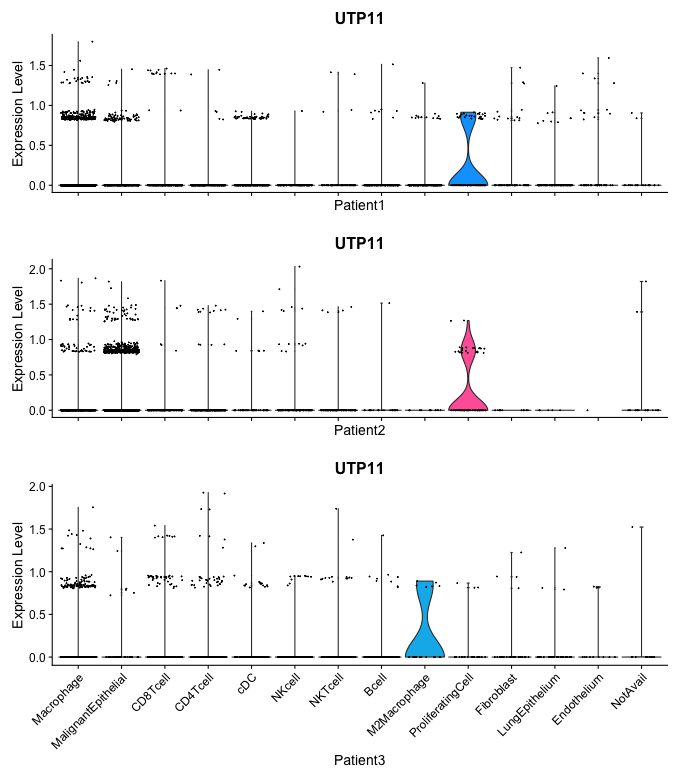 UTP11
Expression Level
1.5
1.0
0.5
0.0
Patient1
UTP11
Expression Level
2.0
1.5
1.0
0.5
0.0
Patient2
UTP11
Expression Level
2.0
1.5
1.0
0.5
0.0
Macrophage
MalignantEpithelial
CD8Tcell
CD4Tcell
cDC
NKcell
NKTcell
Bcell
M2Macrophage
ProliferatingCell
Fibroblast
LungEpithelium
Endothelium
NotAvail
Patient3